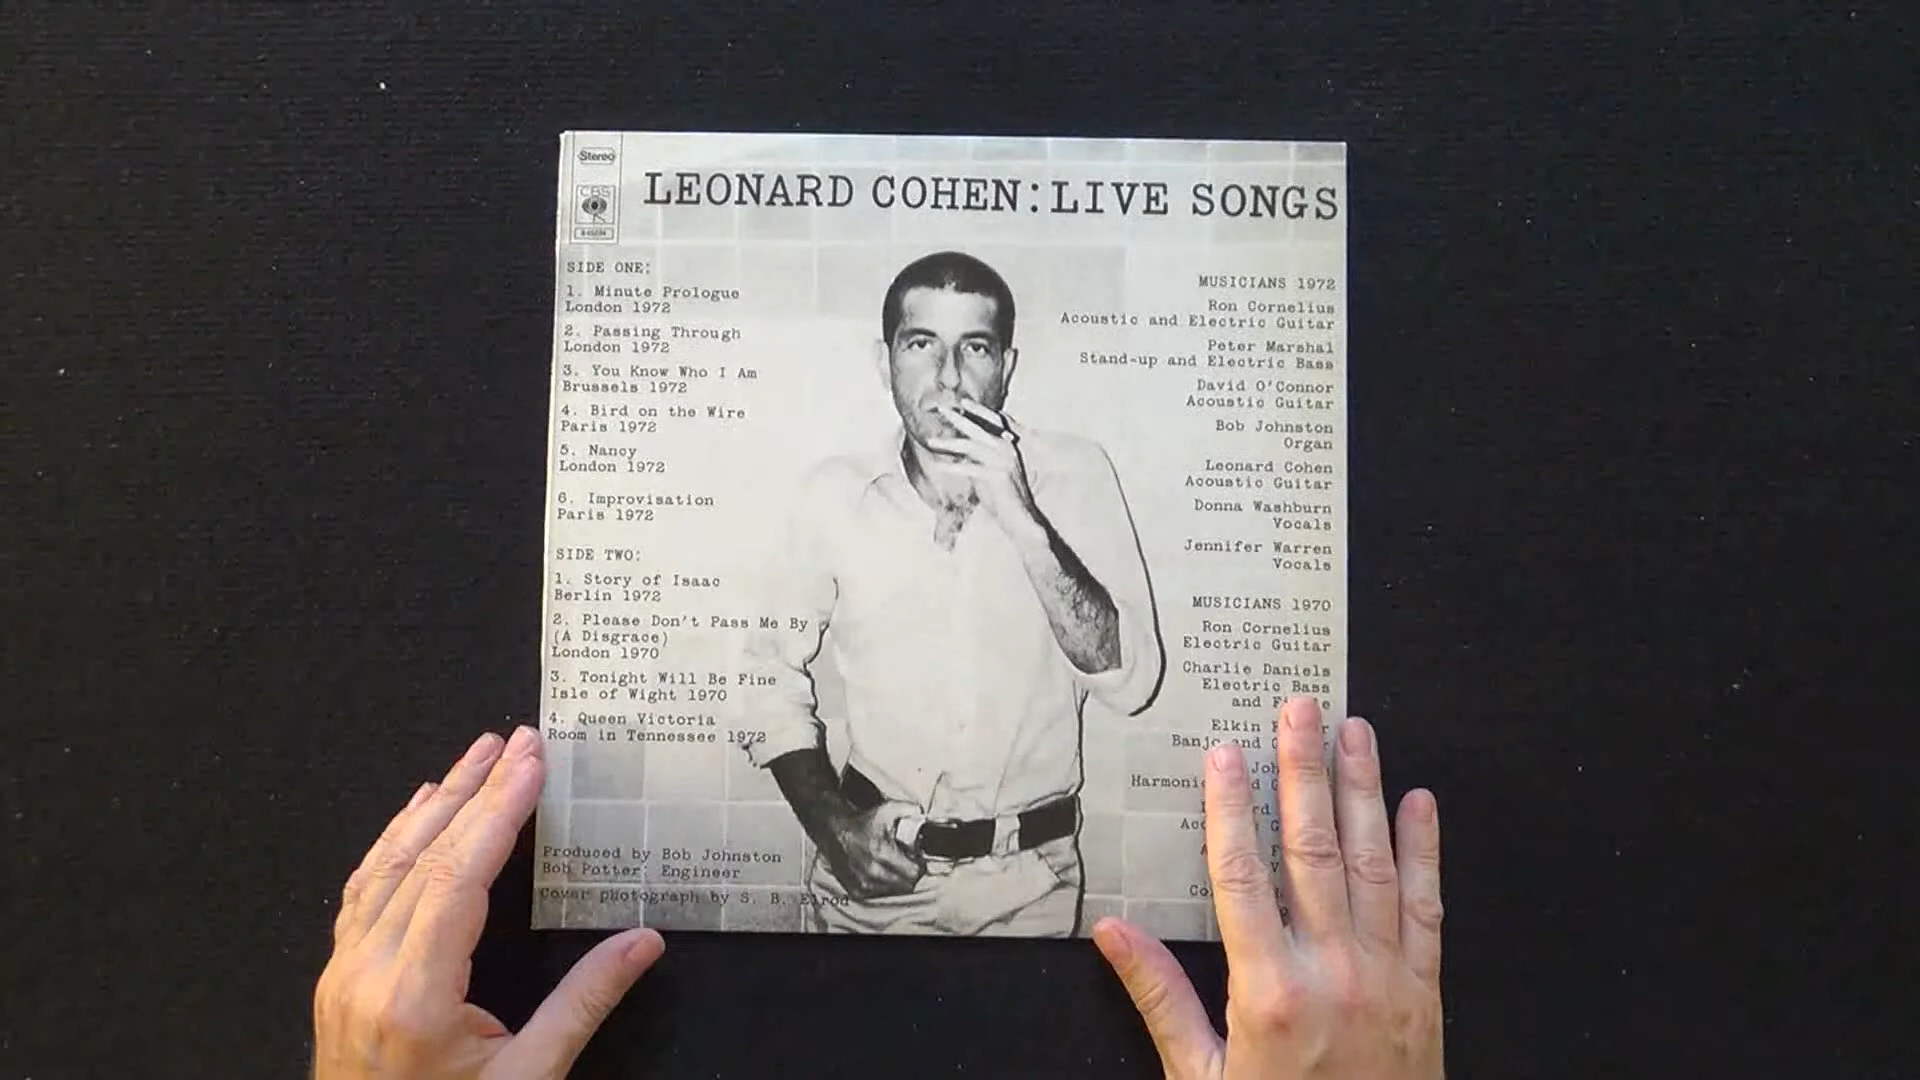 Stereo
CBS
LEONARD COHEN: LIVE SONGS
SIDE ONE:
1. Minute Prologue
London 1972
2. Passing Through
London 1972
3. You Know Who I Am
Brussels 1972
4. Bird on the Wire
Paris 1972
5. Nancy
London 1972
6. Improvisation
Paris 1972
SIDE TWO:
1. Story of Isaac
Berlin 1972
2. Please Don't Pass Me By
(A Disgrace)
London 1970
3. Tonight Will Be Fine
Isle of Wight 1970
4. Queen Victoria
Room in Tennessee 1972
Produced by Bob Johnston
Bob Potter: Engineer
Cover photograph by S. B. Elrod
MUSICIANS 1972
Ron Cornelius
Acoustic and Electric Guitar
Peter Marshal
Stand-up and Electric Bass
David O'Connor
Acoustic Guitar
Bob Johnston
Organ
Leonard Cohen
Acoustic Guitar
Donna Washburn
Vocals
Jennifer Warren
Vocals
MUSICIANS 1970
Ron Cornelius
Electric Guitar
Charlie Daniels
Electric Bass
and
Elkin
Banjo and